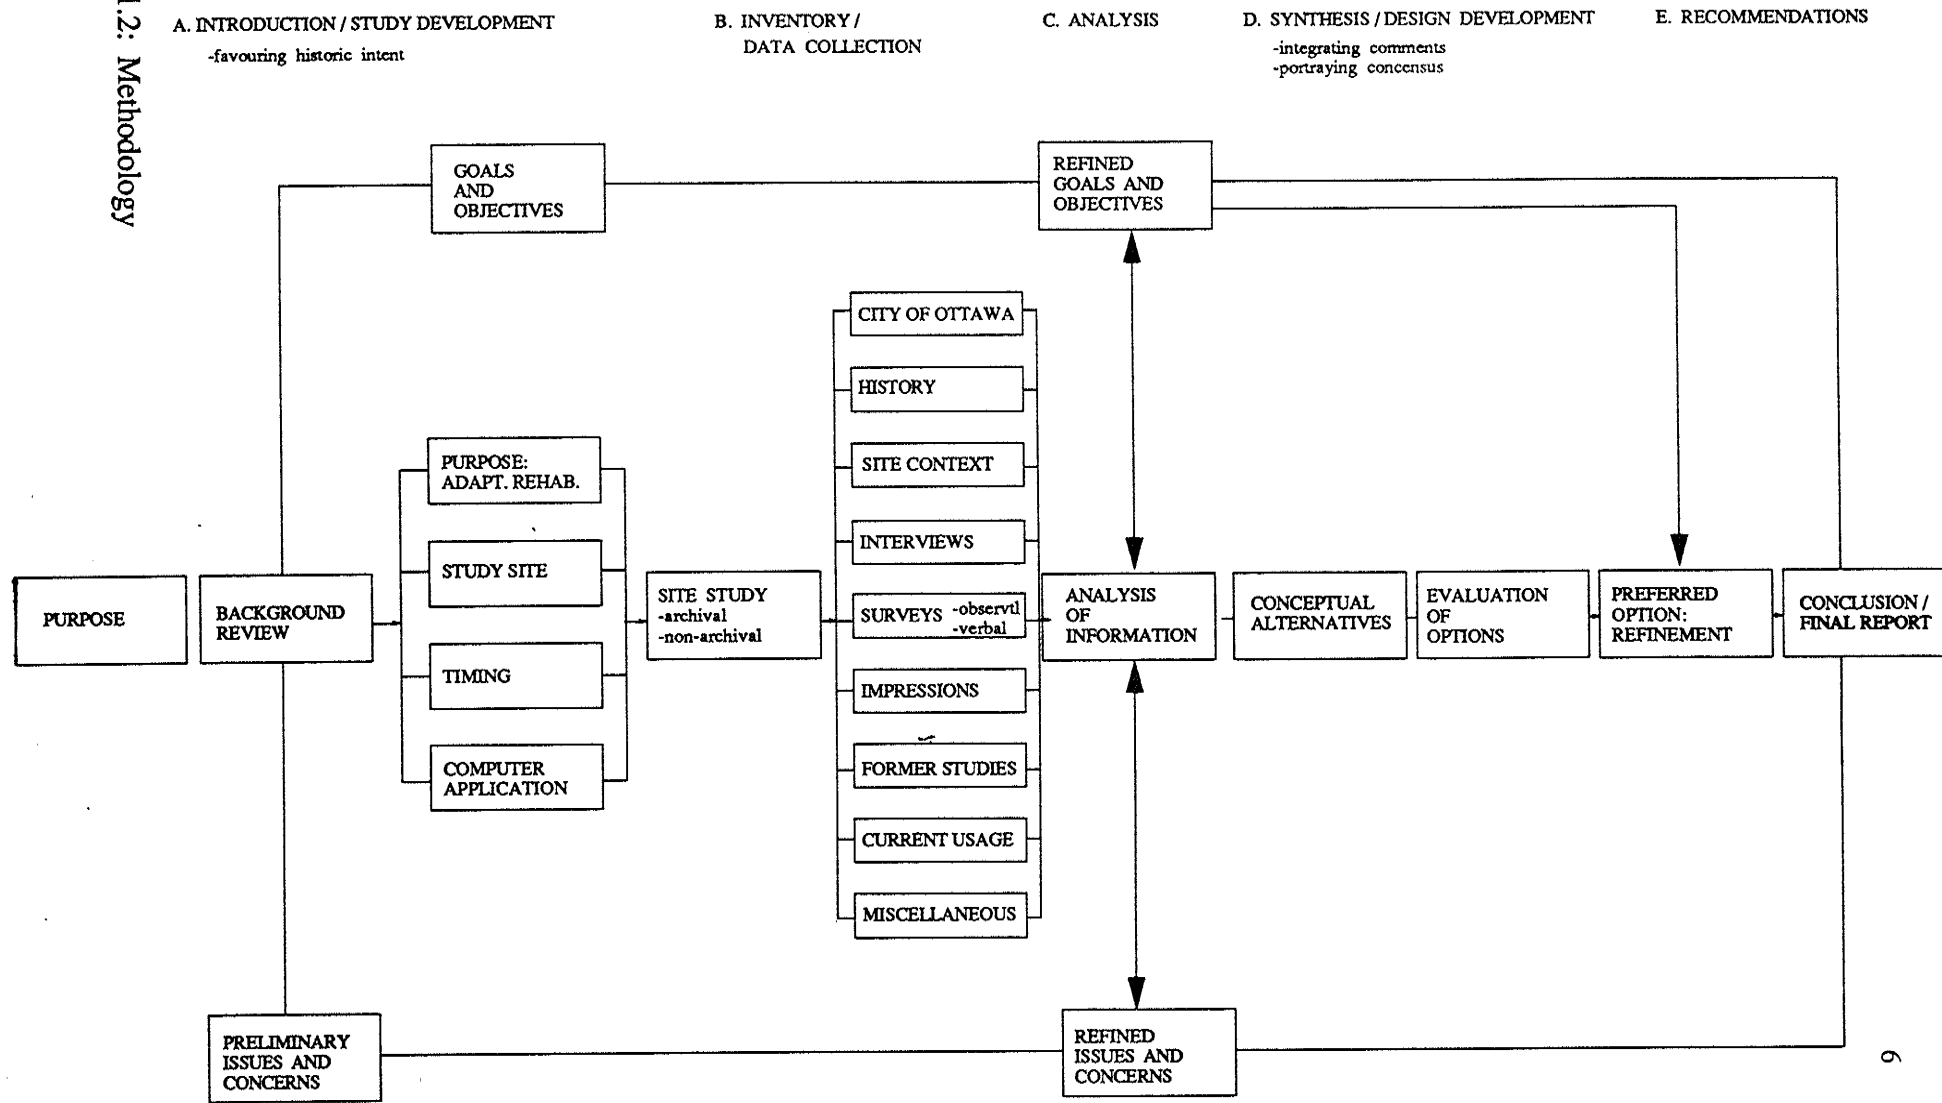 1.2: Methodology
A. INTRODUCTION / STUDY DEVELOPMENT
-favouring historic intent
B. INVENTORY /
DATA COLLECTION
C. ANALYSIS
D. SYNTHESIS / DESIGN DEVELOPMENT
-integrating comments
-portraying concensus
E. RECOMMENDATIONS
GOALS
AND
OBJECTIVES
REFINED
GOALS AND
OBJECTIVES
PURPOSE
BACKGROUND
REVIEW
PURPOSE:
ADAPT. REHAB.
STUDY SITE
TIMING
COMPUTER
APPLICATION
SITE STUDY
-archival
-non-archival
CITY OF OTTAWA
HISTORY
SITE CONTEXT
INTERVIEWS
SURVEYS -observtl
-verbal
IMPRESSIONS
FORMER STUDIES
CURRENT USAGE
MISCELLANEOUS
ANALYSIS
OF
INFORMATION
CONCEPTUAL
ALTERNATIVES
EVALUATION
OF
OPTIONS
PREFERRED
OPTION:
REFINEMENT
CONCLUSION /
FINAL REPORT
PRELIMINARY
ISSUES AND
CONCERNS
REFINED
ISSUES AND
CONCERNS
6